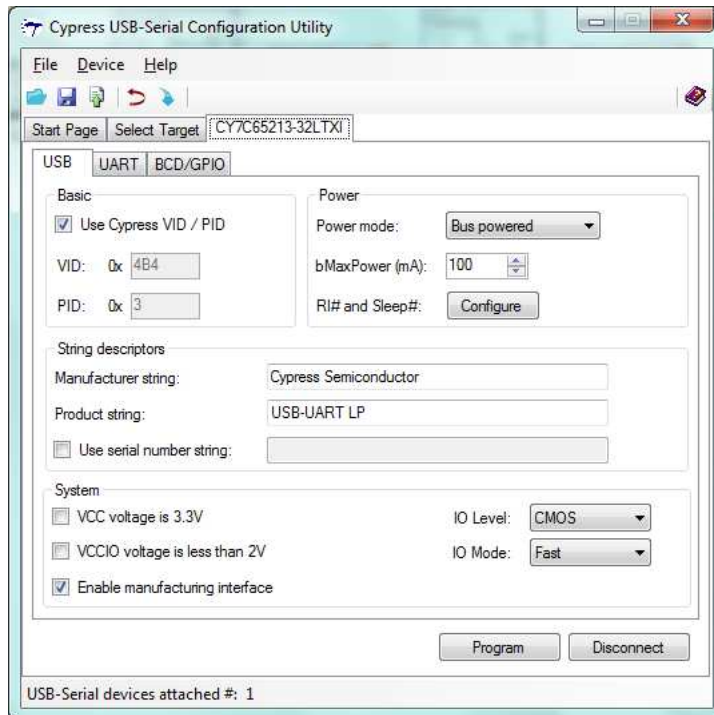 Cypress USB-Serial Configuration Utility
File Device Help
Start Page Select Target CY7C65213-32LTXI
USB UART BCD/GPIO
Basic
Use Cypress VID / PID
VID: 0x 4B4
PID: 0x 3
Power
Power mode: Bus powered
bMaxPower (mA): 100
RI# and Sleep#: Configure
String descriptors
Manufacturer string: Cypress Semiconductor
Product string: USB-UART LP
Use serial number string:
System
VCC voltage is 3.3V
VCCIO voltage is less than 2V
Enable manufacturing interface
IO Level: CMOS
IO Mode: Fast
Program Disconnect
USB-Serial devices attached #: 1